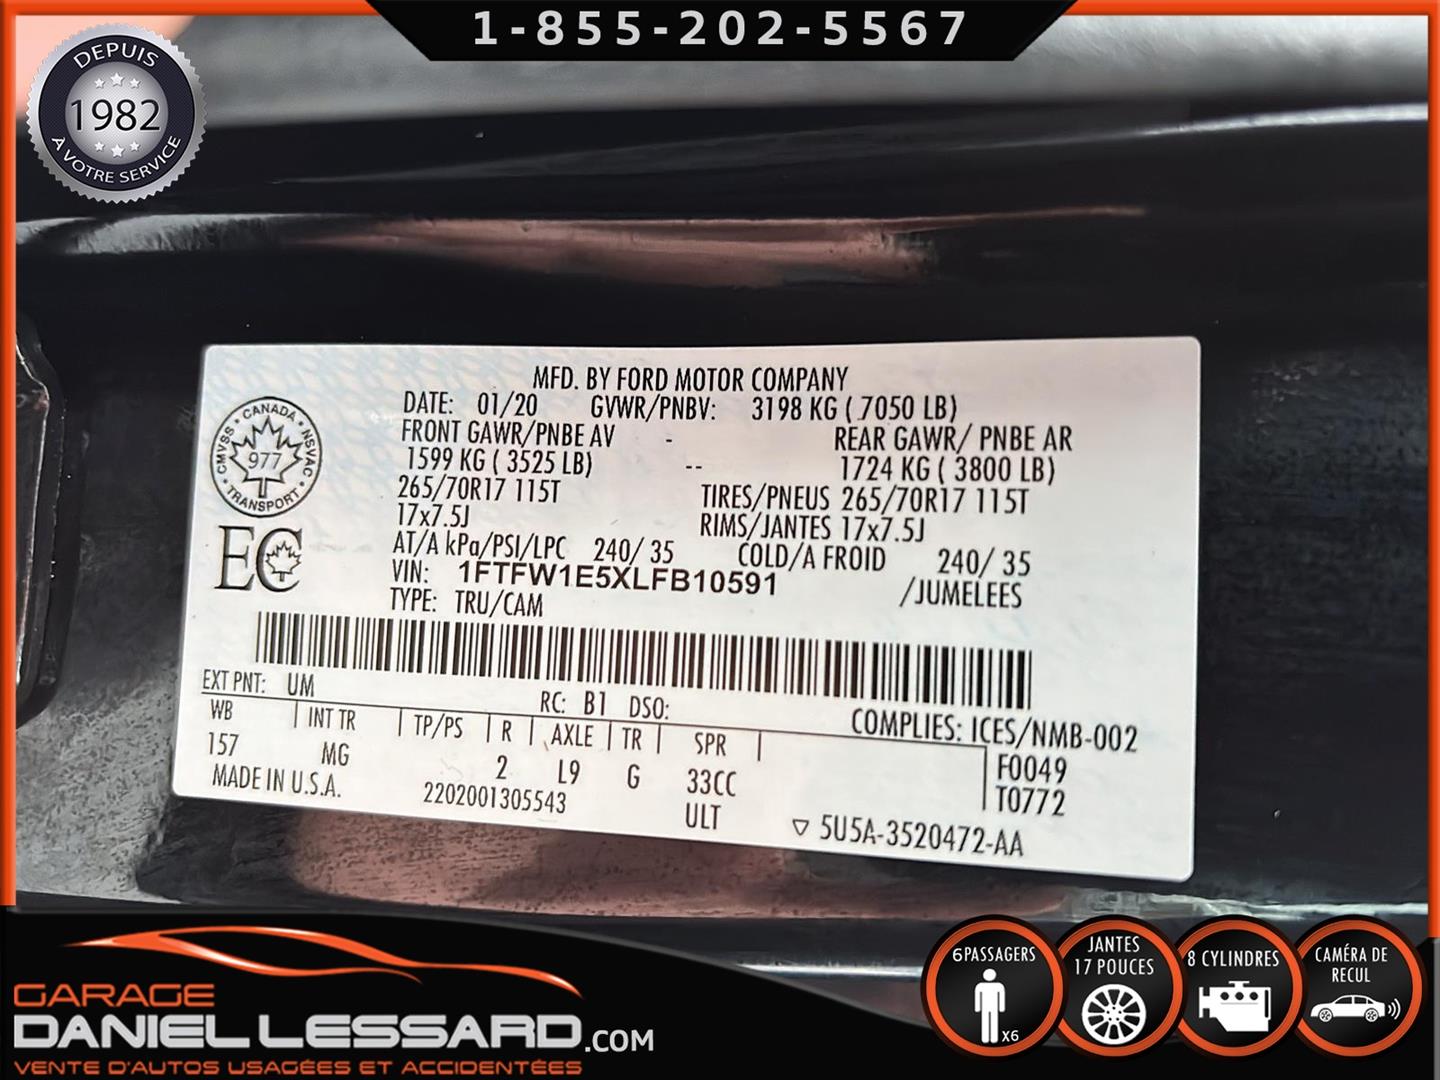 1-855-202-5567
DEPUIS
1982
À VOTRE SERVICE
MFD. BY FORD MOTOR COMPANY
DATE: 01/20 GVWR/PNBV: 3198 KG ( 7050 LB)
FRONT GAWR/PNBE AV - REAR GAWR/ PNBE AR
1599 KG ( 3525 LB) -- 1724 KG ( 3800 LB)
265/70R17 115T TIRES/PNEUS 265/70R17 115T
17x7.5J RIMS/JANTES 17x7.5J
AT/A kPa/PSI/LPC 240/ 35 COLD/A FROID 240/ 35
VIN: 1FTFW1E5XLFB10591 /JUMELEES
TYPE: TRU/CAM
CANADA
CMVSS NSVAC
977
TRANSPORT
EC
EXT PNT: UM RC: B1 DSO:
COMPLIES: ICES/NMB-002
WB | INT TR | TP/PS | R | AXLE | TR | SPR |
157 MG 2 L9 G 33CC F0049
T0772
MADE IN U.S.A. 2202001305543 ULT ▽ 5U5A-3520472-AA
GARAGE
DANIEL LESSARD.COM
VENTE D'AUTOS USAGÉES ET ACCIDENTÉES
6 PASSAGERS
x6
JANTES
17 POUCES
8 CYLINDRES
CAMÉRA DE
RECUL